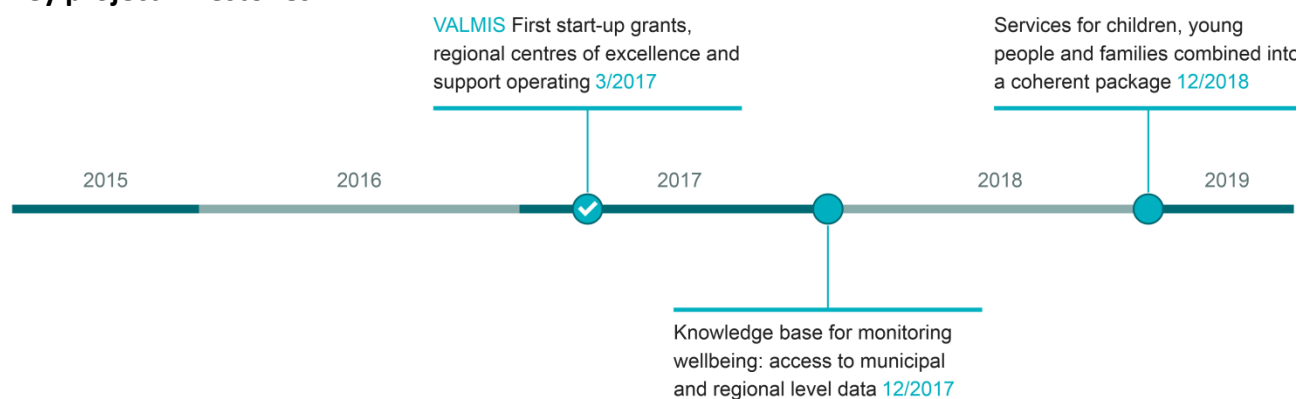 VALMIS First start-up grants,
regional centres of excellence and
support operating 3/2017
Services for children, young
people and families combined into
a coherent package 12/2018
2015
2016
2017
2018
2019
Knowledge base for monitoring
wellbeing: access to municipal
and regional level data 12/2017